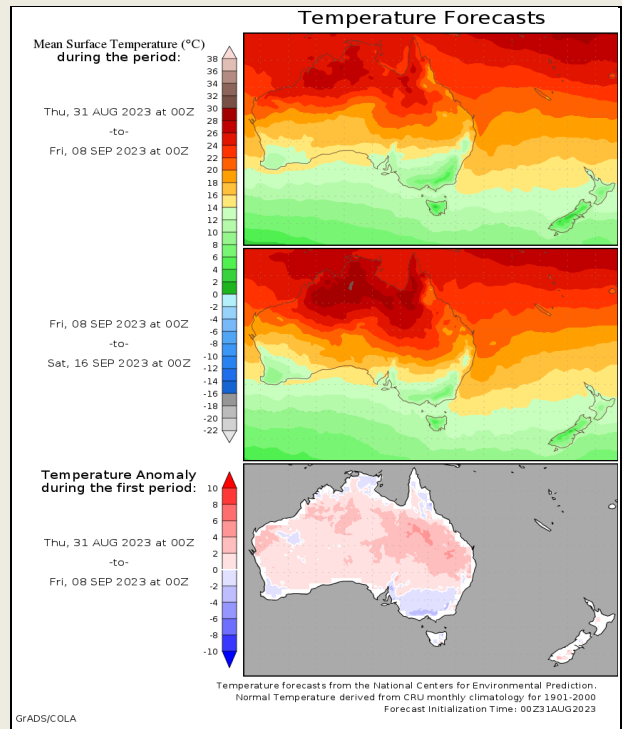 Temperature Forecasts
Mean Surface Temperature (°C)
during the period:
Thu, 31 AUG 2023 at 00Z
-to-
Fri, 08 SEP 2023 at 00Z
38
36
34
32
30
28
26
24
22
20
18
16
14
12
10
8
6
4
2
0
-2
-4
-6
-8
-10
-12
-14
-16
-18
-20
-22
Fri, 08 SEP 2023 at 00Z
-to-
Sat, 16 SEP 2023 at 00Z
Temperature Anomaly
during the first period:
Thu, 31 AUG 2023 at 00Z
-to-
Fri, 08 SEP 2023 at 00Z
10
8
6
4
2
0
-2
-4
-6
-8
-10
Temperature forecasts from the National Centers for Environmental Prediction.
Normal Temperature derived from CRU monthly climatology for 1901-2000
Forecast Initialization Time: 00Z31AUG2023
GrADS/COLA